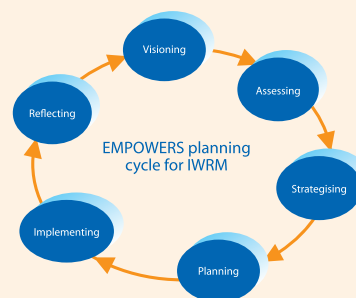 Visioning
Assessing
Strategising
Planning
Implementing
Reflecting
EMPOWERS planning
cycle for IWRM